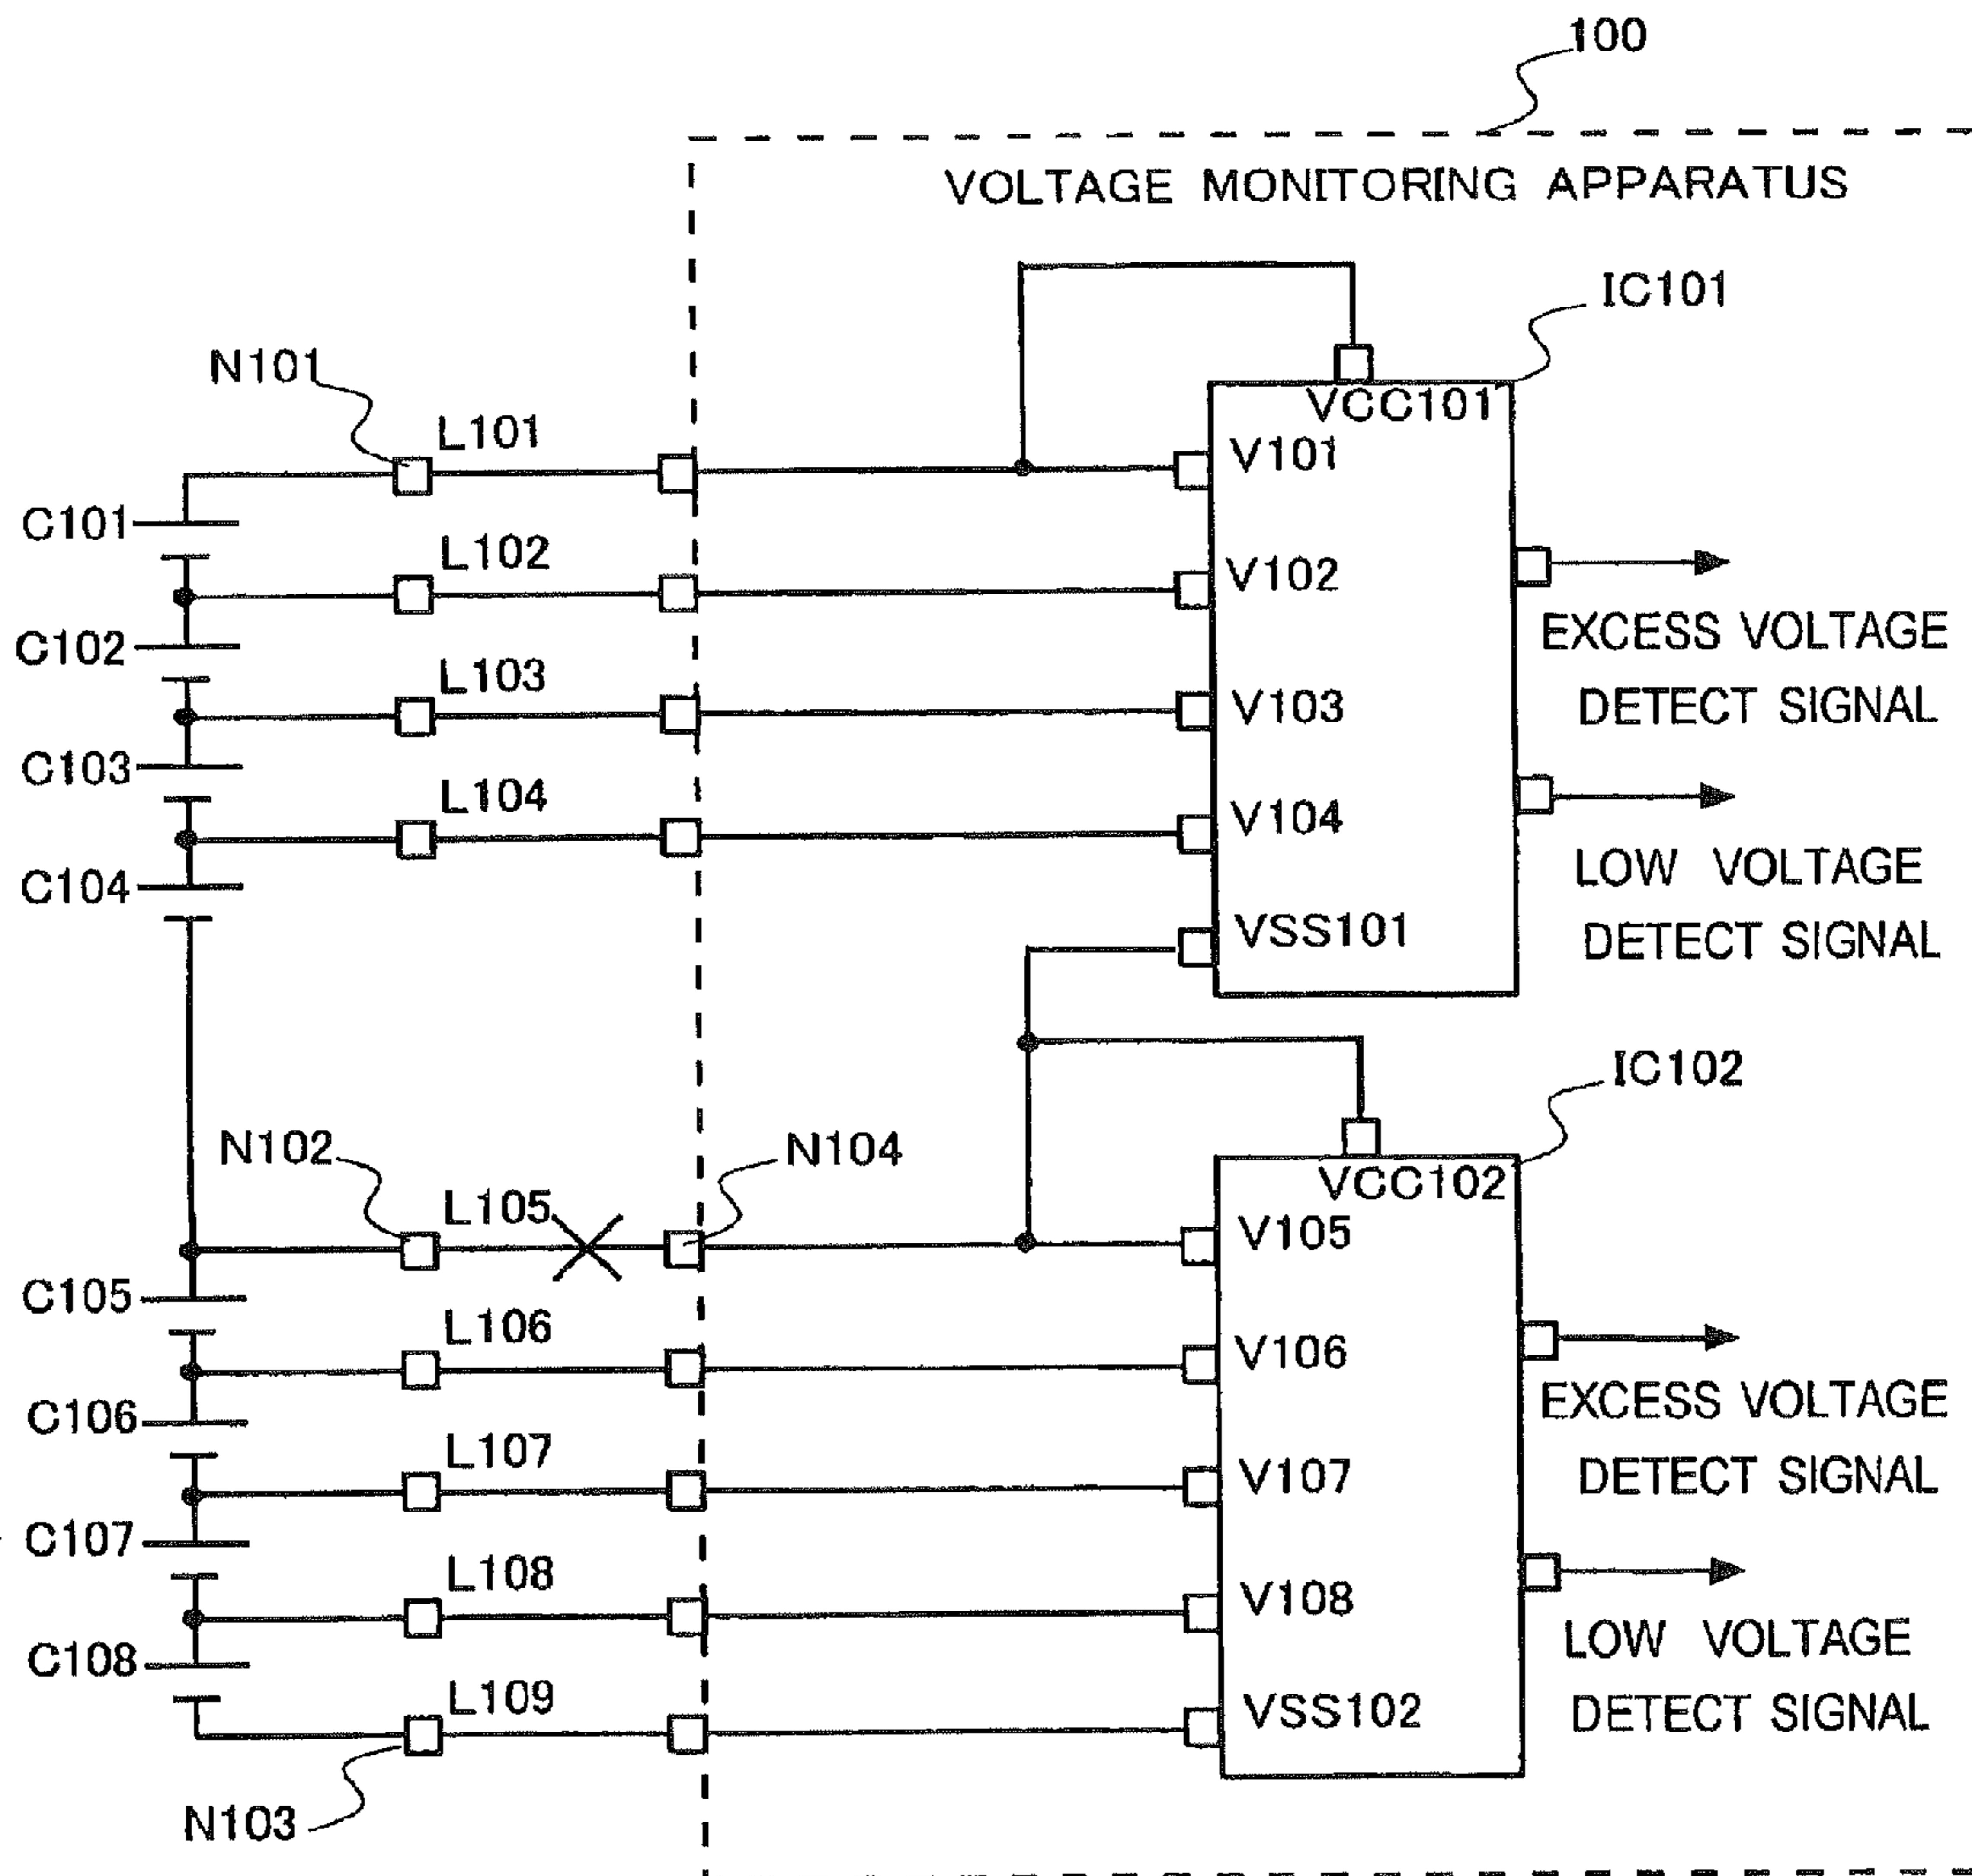 100
VOLTAGE MONITORING APPARATUS
IC101
N101
VCC101
L101
V101
C101
L102
V102
EXCESS VOLTAGE
DETECT SIGNAL
C102
L103
V103
C103
L104
V104
LOW VOLTAGE
DETECT SIGNAL
C104
VSS101
IC102
N102
N104
VCC102
L105
V105
C105
L106
V106
EXCESS VOLTAGE
DETECT SIGNAL
C106
L107
V107
C107
L108
V108
LOW VOLTAGE
DETECT SIGNAL
C108
L109
VSS102
N103